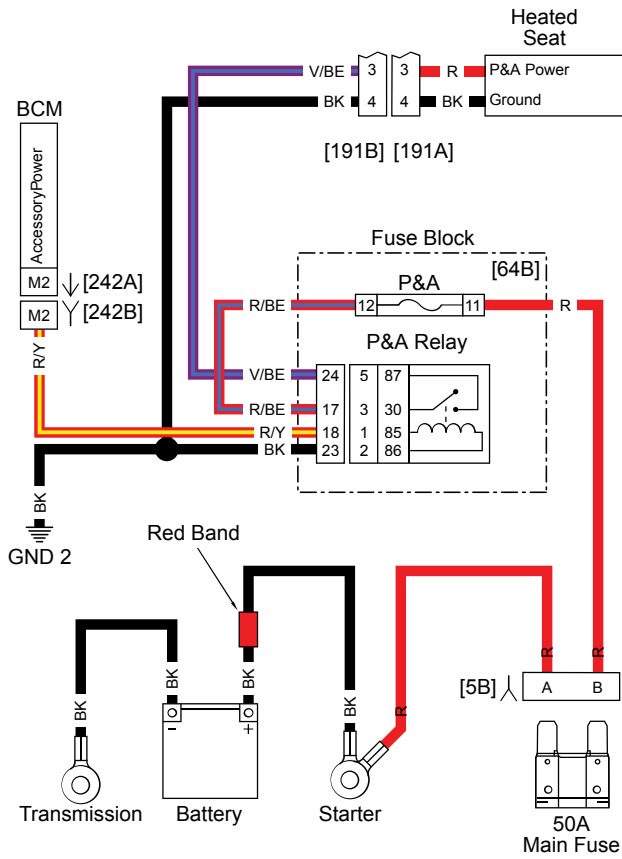 Heated
Seat
V/BE 3 3 R P&A Power
BK 4 4 BK Ground
[191B] [191A]
BCM
AccessoryPower
M2 [242A]
M2 [242B]
R/Y
Fuse Block
[64B]
P&A
R/BE 12 11 R
P&A Relay
V/BE 24 5 87
R/BE 17 3 30
R/Y 18 1 85
BK 23 2 86
BK
GND 2
Red Band
R R
[5B] A B
BK BK BK BK R
- +
Transmission Battery Starter
50A
Main Fuse